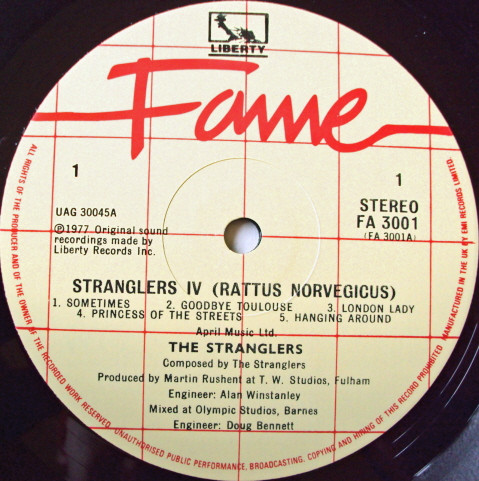 LIBERTY
Fame
1
1
UAG 30045A
℗1977 Original sound
recordings made by
Liberty Records Inc.
STEREO
FA 3001
(FA 3001A)
STRANGLERS IV (RATTUS NORVEGICUS)
1. SOMETIMES 2. GOODBYE TOULOUSE 3. LONDON LADY
4. PRINCESS OF THE STREETS 5. HANGING AROUND
April Music Ltd.
THE STRANGLERS
Composed by The Stranglers
Produced by Martin Rushent at T. W. Studios, Fulham
Engineer: Alan Winstanley
Mixed at Olympic Studios, Barnes
Engineer: Doug Bennett
ALL RIGHTS OF THE PRODUCER AND OF THE OWNER OF THE RECORDED WORK RESERVED. UNAUTHORISED PUBLIC PERFORMANCE, BROADCASTING, COPYING AND HIRING OF THIS RECORD PROHIBITED. MANUFACTURED IN THE UK BY EMI RECORDS LIMITED.